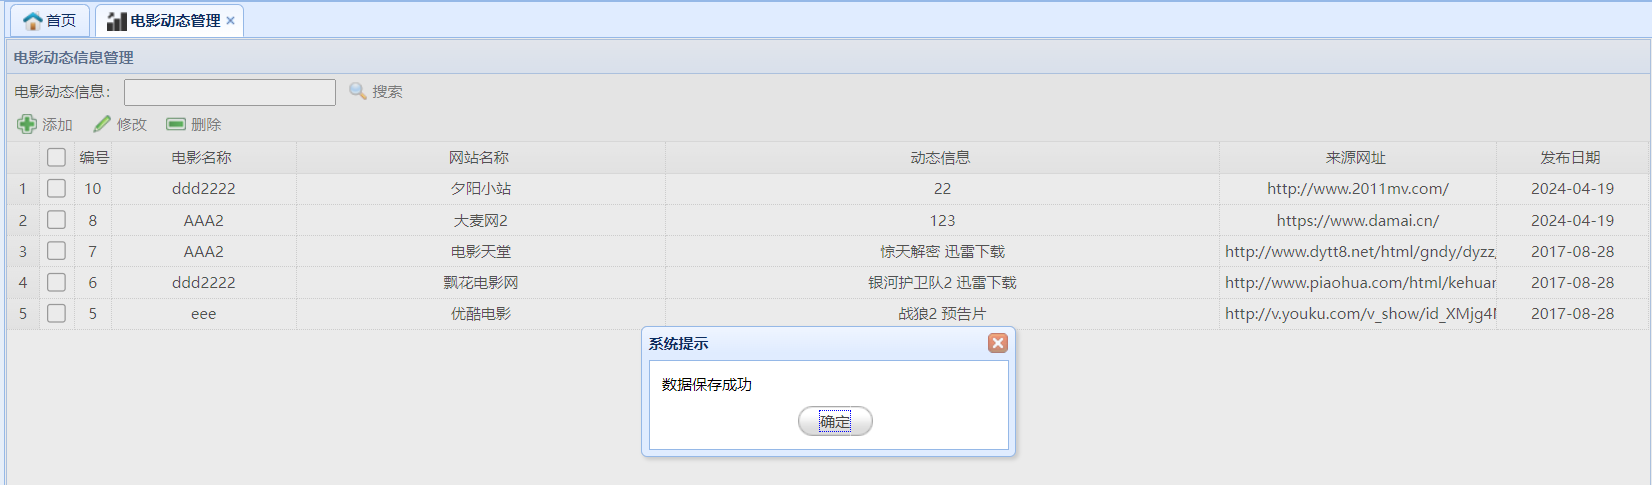 首页 电影动态管理
电影动态信息管理
电影动态信息： 搜索
添加 修改 删除
编号 电影名称 网站名称 动态信息 来源网址 发布日期
1 10 ddd2222 夕阳小站 22 http://www.2011mv.com/ 2024-04-19
2 8 AAA2 大麦网2 123 https://www.damai.cn/ 2024-04-19
3 7 AAA2 电影天堂 惊天解密 迅雷下载 http://www.dytt8.net/html/gndy/dyzz, 2017-08-28
4 6 ddd2222 飘花电影网 银河护卫队2 迅雷下载 http://www.piaohua.com/html/kehuar 2017-08-28
5 5 eee 优酷电影 战狼2 预告片 http://v.youku.com/v_show/id_XMjg4 2017-08-28
系统提示
数据保存成功
确定